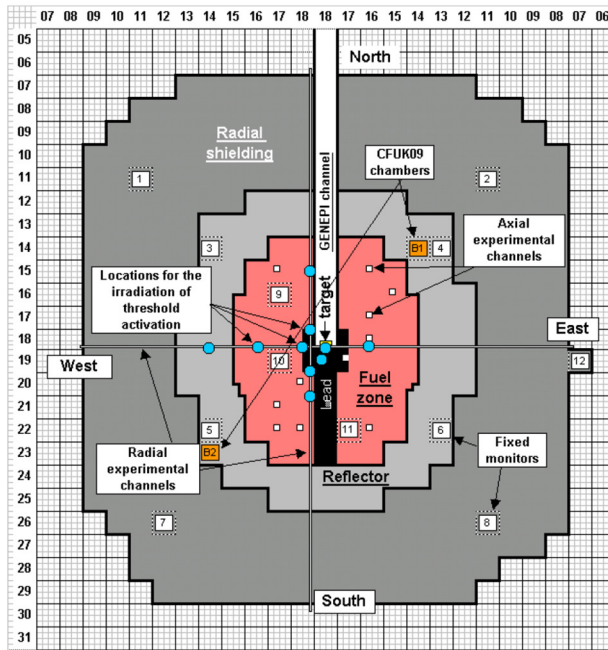 07 08 09 10 11 12 13 14 15 16 17 18 18 17 16 15 14 13 12 11 10 09 08 07 06
05
06
North
07
08
09
Radial
shielding
CFUK09
chambers
10
11
1
2
12
GENEPI channel
13
Axial
experimental
channels
14
3
B1
4
15
Locations for the
irradiation of
threshold
activation
9
target
16
17
East
18
West
10
12
19
Lead
Fuel
zone
20
21
22
5
11
6
Fixed
monitors
23
B2
Radial
experimental
channels
Reflector
24
25
26
7
8
27
28
29
South
30
31